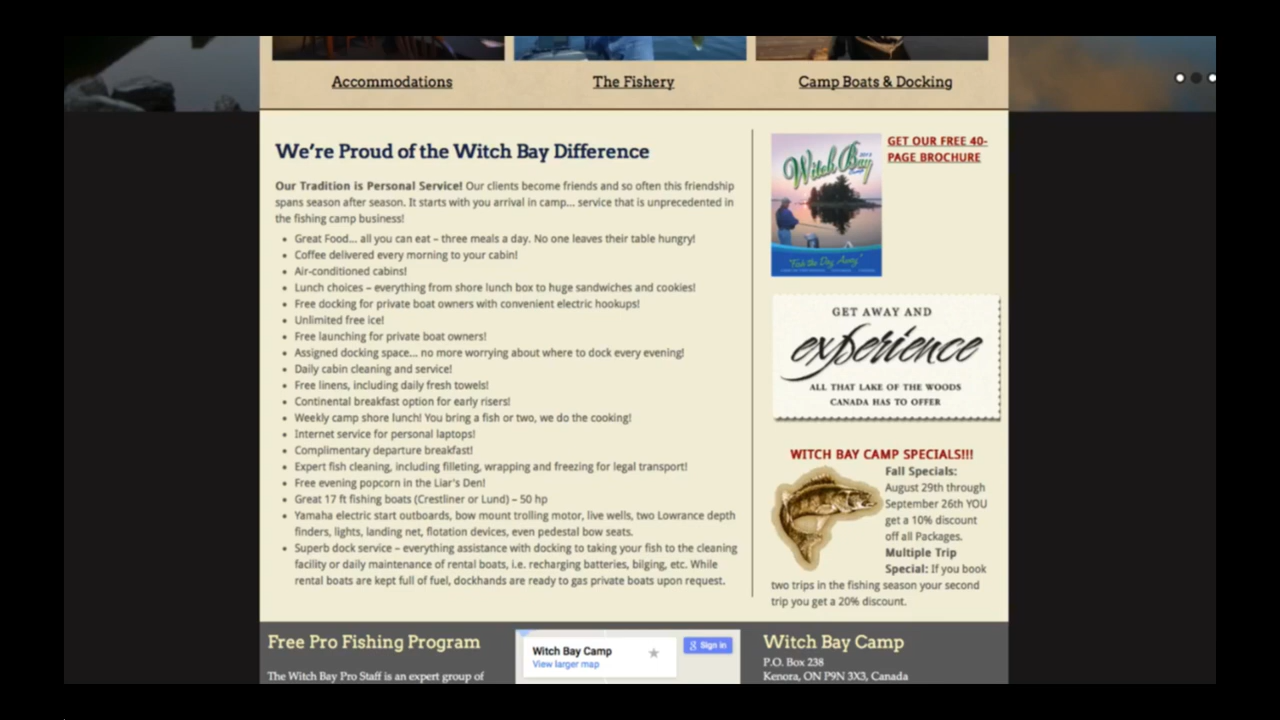 Accommodations
The Fishery
Camp Boats & Docking
We're Proud of the Witch Bay Difference
Our Tradition is Personal Service! Our clients become friends and so often this friendship
spans season after season. It starts with you arrival in camp... service that is unprecedented in
the fishing camp business!
• Great Food... all you can eat – three meals a day. No one leaves their table hungry!
• Coffee delivered every morning to your cabin!
• Air-conditioned cabins!
• Lunch choices – everything from shore lunch box to huge sandwiches and cookies!
• Free docking for private boat owners with convenient electric hookups!
• Unlimited free ice!
• Free launching for private boat owners!
• Assigned docking space... no more worrying about where to dock every evening!
• Daily cabin cleaning and service!
• Free linens, including daily fresh towels!
• Continental breakfast option for early risers!
• Weekly camp shore lunch! You bring a fish or two, we do the cooking!
• Internet service for personal laptops!
• Complimentary departure breakfast!
• Expert fish cleaning, including filleting, wrapping and freezing for legal transport!
• Free evening popcorn in the Liar's Den!
• Great 17 ft fishing boats (Crestliner or Lund) – 50 hp
• Yamaha electric start outboards, bow mount trolling motor, live wells, two Lowrance depth
finders, lights, landing net, flotation devices, even pedestal bow seats.
• Superb dock service – everything assistance with docking to taking your fish to the cleaning
facility or daily maintenance of rental boats, i.e. recharging batteries, bilging, etc. While
rental boats are kept full of fuel, dockhands are ready to gas private boats upon request.
Witch Bay
"Fish the Day Away"
GET OUR FREE 40-
PAGE BROCHURE
GET AWAY AND
experience
ALL THAT LAKE OF THE WOODS
CANADA HAS TO OFFER
WITCH BAY CAMP SPECIALS!!!
Fall Specials:
August 29th through
September 26th YOU
get a 10% discount
off all Packages.
Multiple Trip
Special: If you book
two trips in the fishing season your second
trip you get a 20% discount.
Free Pro Fishing Program
The Witch Bay Pro Staff is an expert group of
Witch Bay Camp
View larger map
Sign in
Witch Bay Camp
P.O. Box 238
Kenora, ON P9N 3X3, Canada